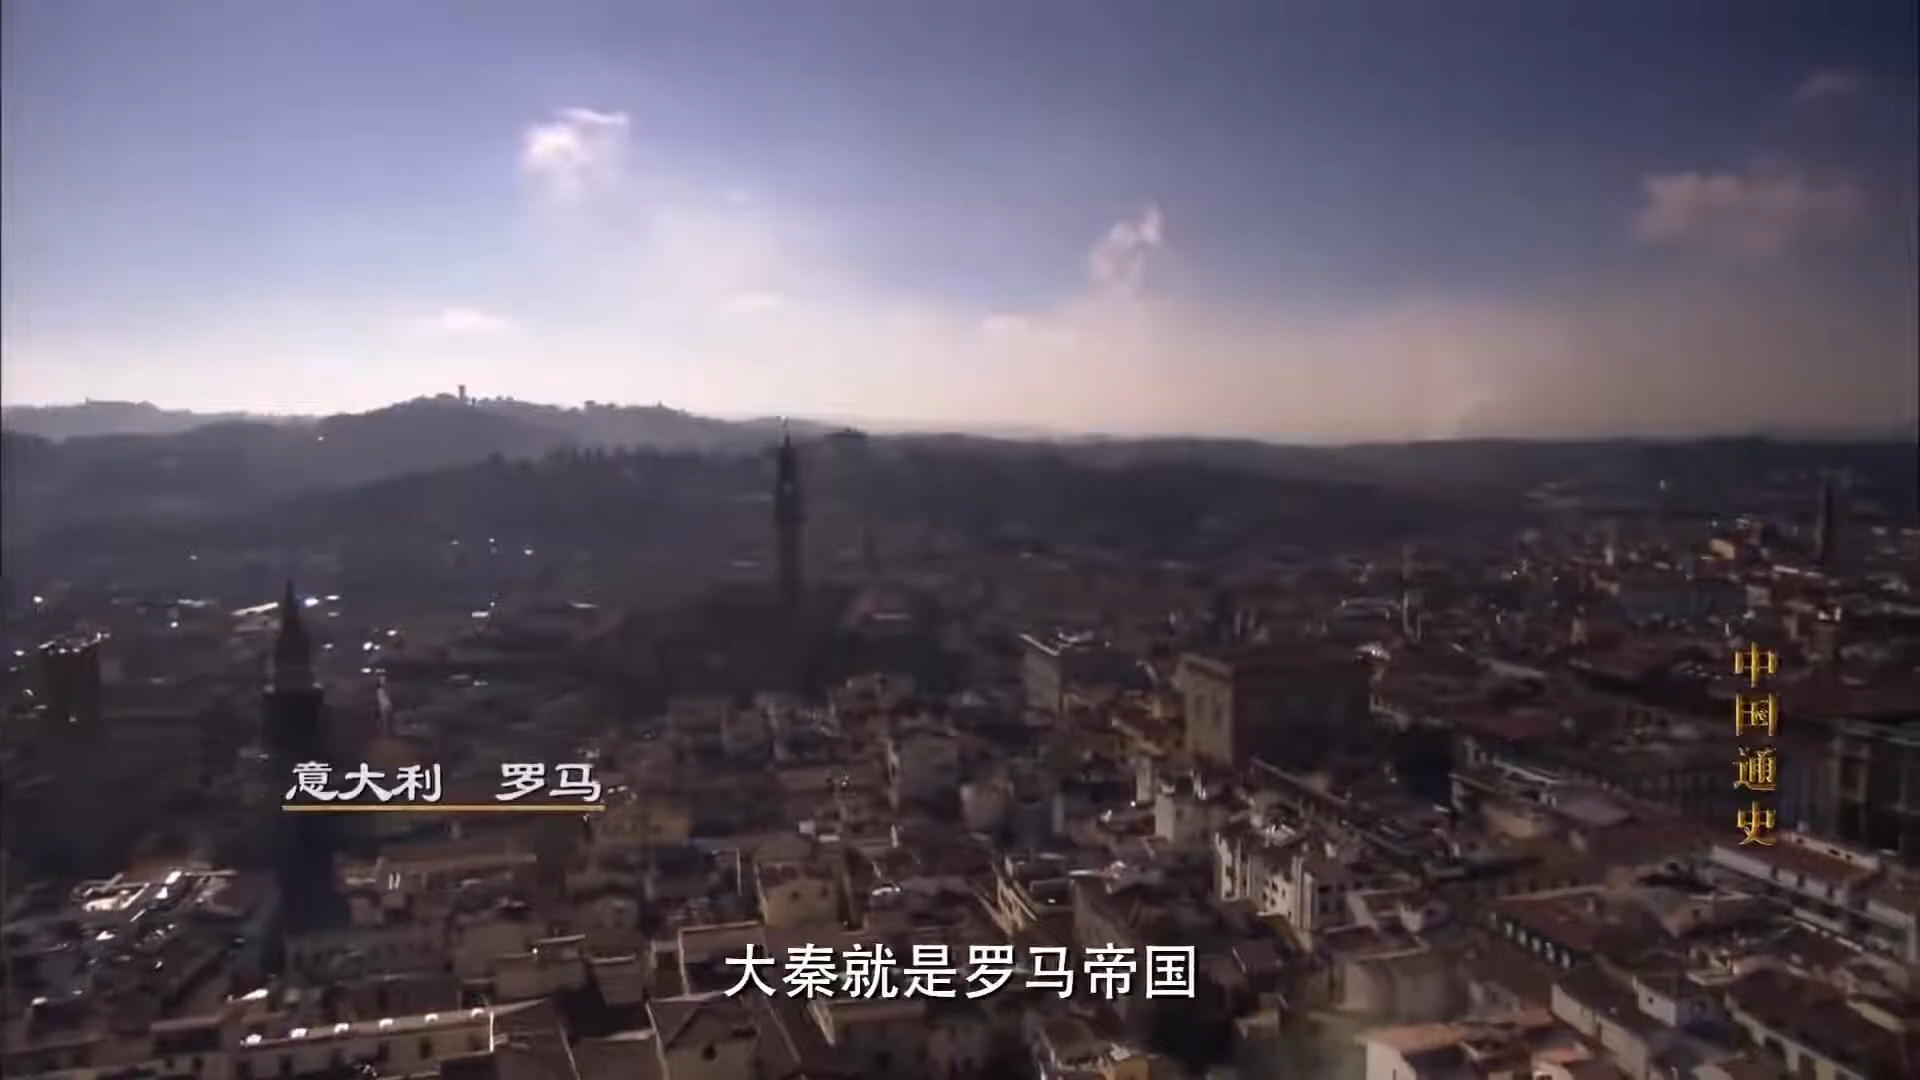 意大利 罗马
中国通史
大秦就是罗马帝国